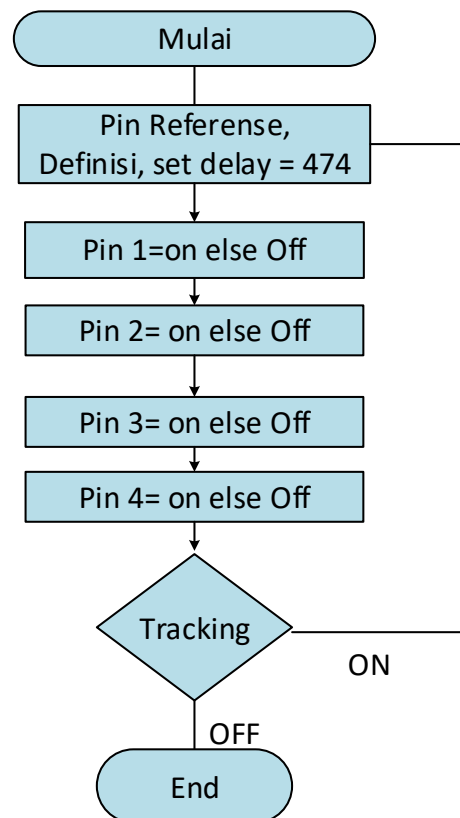 Mulai
Pin Referense,
Definisi, set delay = 474
Pin 1=on else Off
Pin 2= on else Off
Pin 3= on else Off
Pin 4= on else Off
Tracking
ON
OFF
End